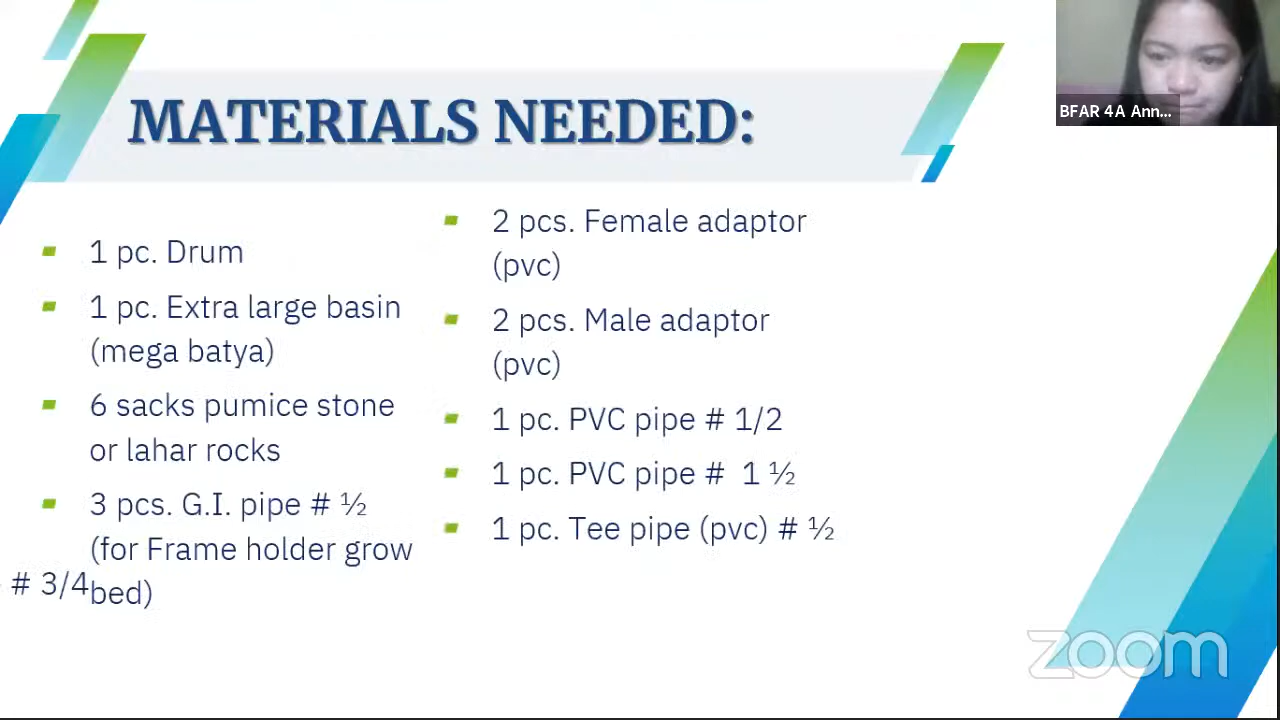 MATERIALS NEEDED:
BFAR 4A Ann...
1 pc. Drum
1 pc. Extra large basin
(mega batya)
6 sacks pumice stone
or lahar rocks
3 pcs. G.I. pipe # ½
(for Frame holder grow
bed)
# 3/4
2 pcs. Female adaptor
(pvc)
2 pcs. Male adaptor
(pvc)
1 pc. PVC pipe # 1/2
1 pc. PVC pipe #  1 ½
1 pc. Tee pipe (pvc) # ½
zoom